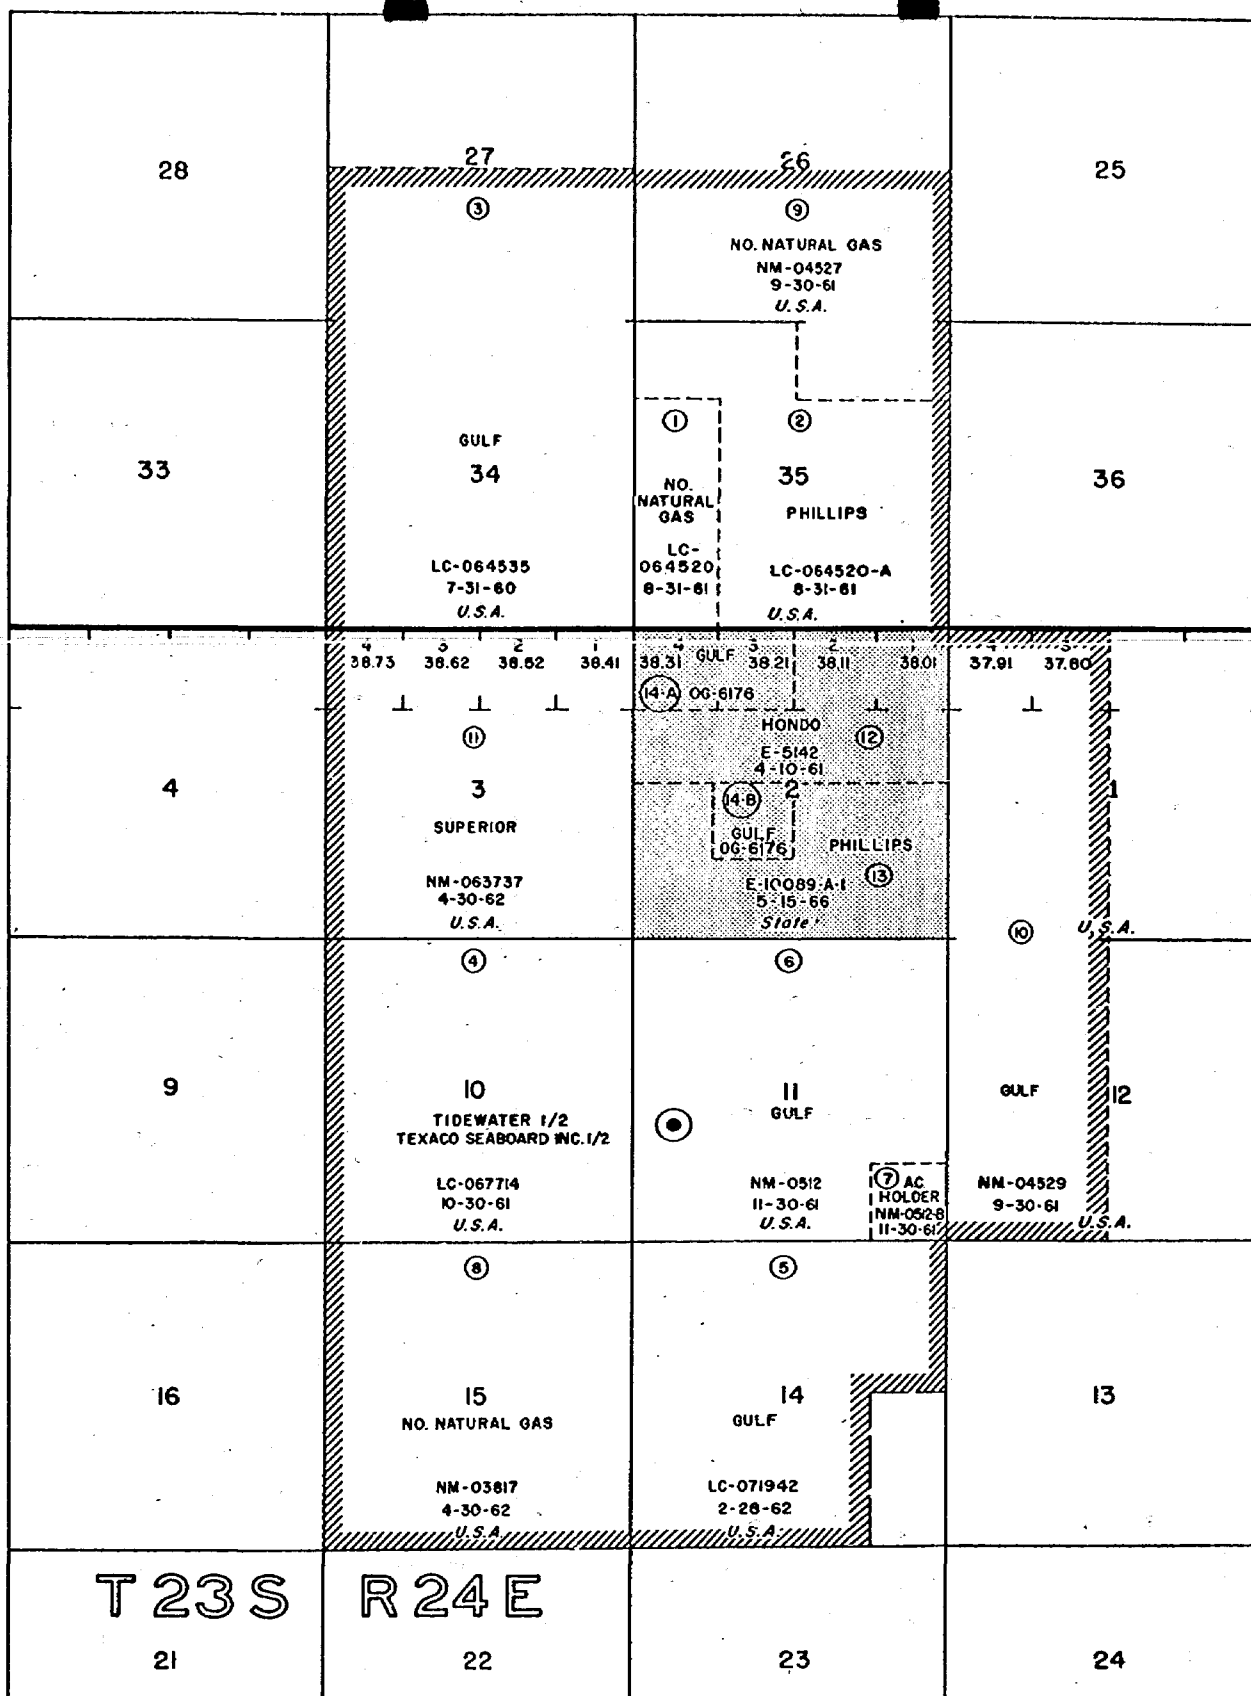 28
27
26
25
3
9
NO. NATURAL GAS
NM-04527
9-30-61
U.S.A.
33
GULF
34
LC-064535
7-31-60
U.S.A.
1
NO.
NATURAL
GAS
LC-
064520
8-31-61
2
35
PHILLIPS
LC-064520-A
8-31-61
U.S.A.
36
4 3 2 1
38.73 38.62 38.52 38.41
4 3 2 1
38.31 38.21 38.11 38.01
4 3
37.91 37.80
GULF
14-A OG-6176
HONDO
12
E-5142
4-10-61
4
11
3
SUPERIOR
NM-063737
4-30-62
U.S.A.
14-B
2
GULF
OG-6176
PHILLIPS
13
E-10089-A-1
5-15-66
State
1
10
U.S.A.
9
4
10
TIDEWATER 1/2
TEXACO SEABOARD INC. 1/2
LC-067714
10-30-61
U.S.A.
6
11
GULF
NM-0512
11-30-61
U.S.A.
7 AC
HOLDER
NM-0512-B
11-30-61
GULF
12
NM-04529
9-30-61
U.S.A.
16
8
15
NO. NATURAL GAS
NM-03817
4-30-62
U.S.A.
5
14
GULF
LC-071942
2-28-62
U.S.A.
13
T 23 S R 24 E
21
22
23
24